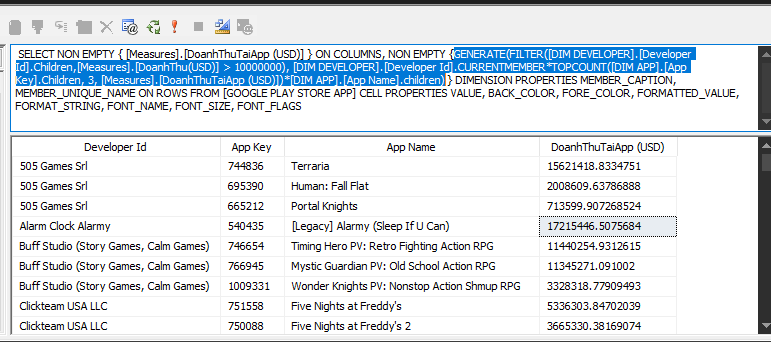 SELECT NON EMPTY { [Measures].[DoanhThuTaiApp (USD)] } ON COLUMNS, NON EMPTY {GENERATE(FILTER([DIM DEVELOPER].[Developer
Id].Children,[Measures].[DoanhThu(USD)] > 10000000), [DIM DEVELOPER].[Developer Id].CURRENTMEMBER*TOPCOUNT([DIM APP].[App
Key].Children, 3, [Measures].[DoanhThuTaiApp (USD)])*[DIM APP].[App Name].children)} DIMENSION PROPERTIES MEMBER_CAPTION,
MEMBER_UNIQUE_NAME ON ROWS FROM [GOOGLE PLAY STORE APP] CELL PROPERTIES VALUE, BACK_COLOR, FORE_COLOR, FORMATTED_VALUE,
FORMAT_STRING, FONT_NAME, FONT_SIZE, FONT_FLAGS
Developer Id App Key App Name DoanhThuTaiApp (USD)
505 Games Srl 744836 Terraria 15621418.8334751
505 Games Srl 695390 Human: Fall Flat 2008609.63786888
505 Games Srl 665212 Portal Knights 713599.907268524
Alarm Clock Alarmy 540435 [Legacy] Alarmy (Sleep If U Can) 17215446.5075684
Buff Studio (Story Games, Calm Games) 746654 Timing Hero PV: Retro Fighting Action RPG 11440254.9312615
Buff Studio (Story Games, Calm Games) 766945 Mystic Guardian PV: Old School Action RPG 11345271.091002
Buff Studio (Story Games, Calm Games) 1009331 Wonder Knights PV: Nonstop Action Shmup RPG 3328318.77909493
Clickteam USA LLC 751558 Five Nights at Freddy's 5336303.84702039
Clickteam USA LLC 750088 Five Nights at Freddy's 2 3665330.38169074